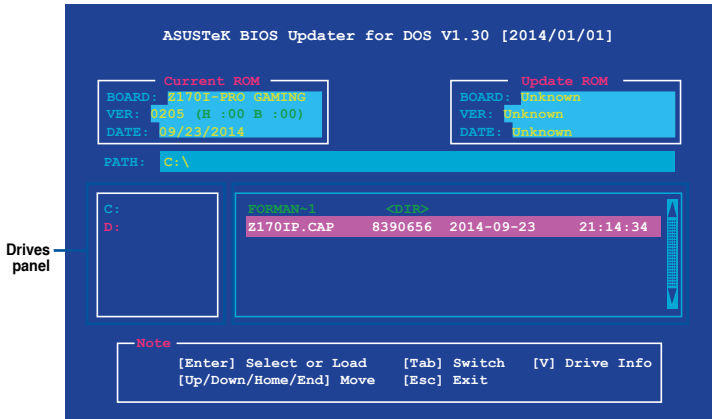 ASUSTeK BIOS Updater for DOS V1.30 [2014/01/01]
Current ROM
BOARD: Z170I-PRO GAMING
VER: 0205 (H :00 B :00)
DATE: 09/23/2014
Update ROM
BOARD: Unknown
VER: Unknown
DATE: Unknown
PATH: C:\
C:
D:
FORMAN~1 <DIR>
Z170IP.CAP 8390656 2014-09-23 21:14:34
Drives
panel
Note
[Enter] Select or Load [Tab] Switch [V] Drive Info
[Up/Down/Home/End] Move [Esc] Exit